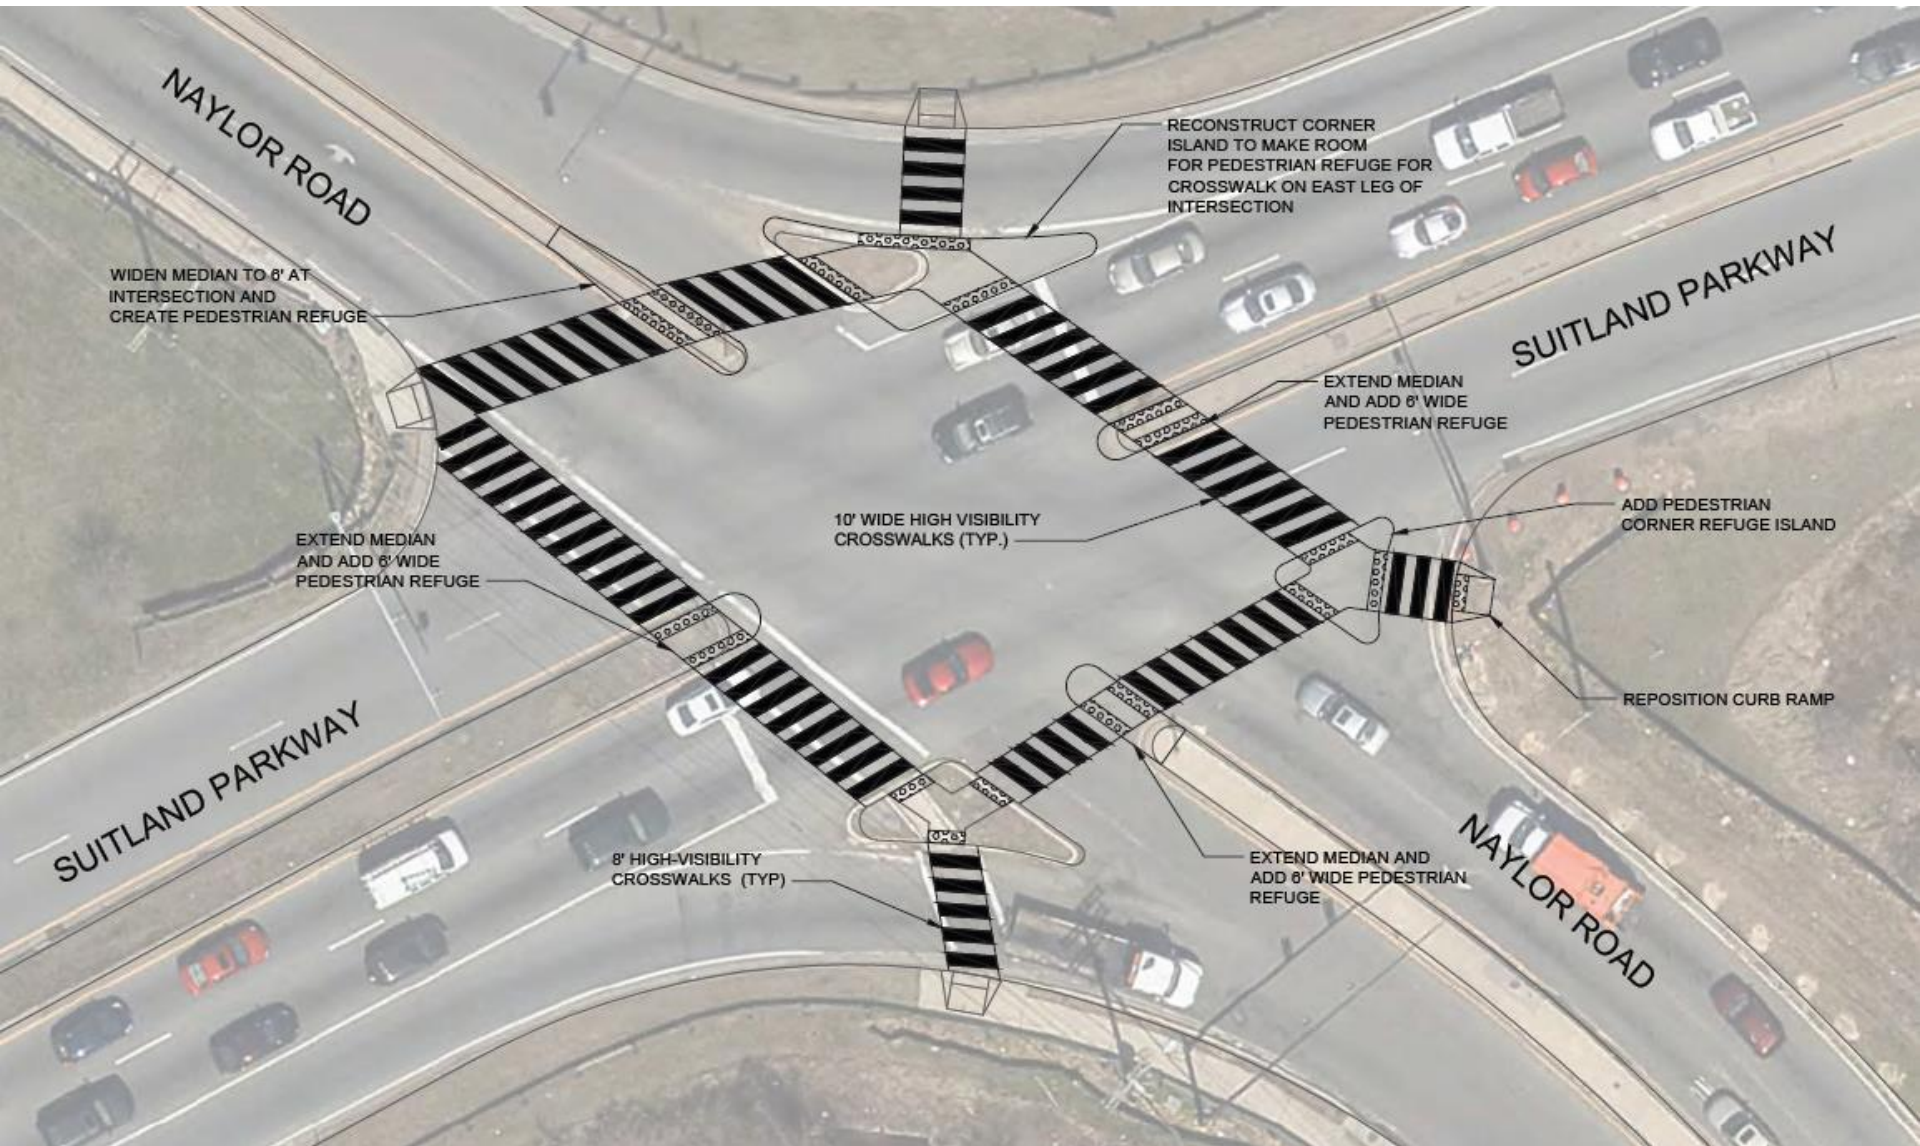 NAYLOR ROAD
RECONSTRUCT CORNER
ISLAND TO MAKE ROOM
FOR PEDESTRIAN REFUGE FOR
CROSSWALK ON EAST LEG OF
INTERSECTION
WIDEN MEDIAN TO 6' AT
INTERSECTION AND
CREATE PEDESTRIAN REFUGE
SUITLAND PARKWAY
EXTEND MEDIAN
AND ADD 6' WIDE
PEDESTRIAN REFUGE
ADD PEDESTRIAN
CORNER REFUGE ISLAND
10' WIDE HIGH VISIBILITY
CROSSWALKS (TYP.)
EXTEND MEDIAN
AND ADD 6' WIDE
PEDESTRIAN REFUGE
REPOSITION CURB RAMP
SUITLAND PARKWAY
8' HIGH-VISIBILITY
CROSSWALKS (TYP)
EXTEND MEDIAN AND
ADD 6' WIDE PEDESTRIAN
REFUGE
NAYLOR ROAD